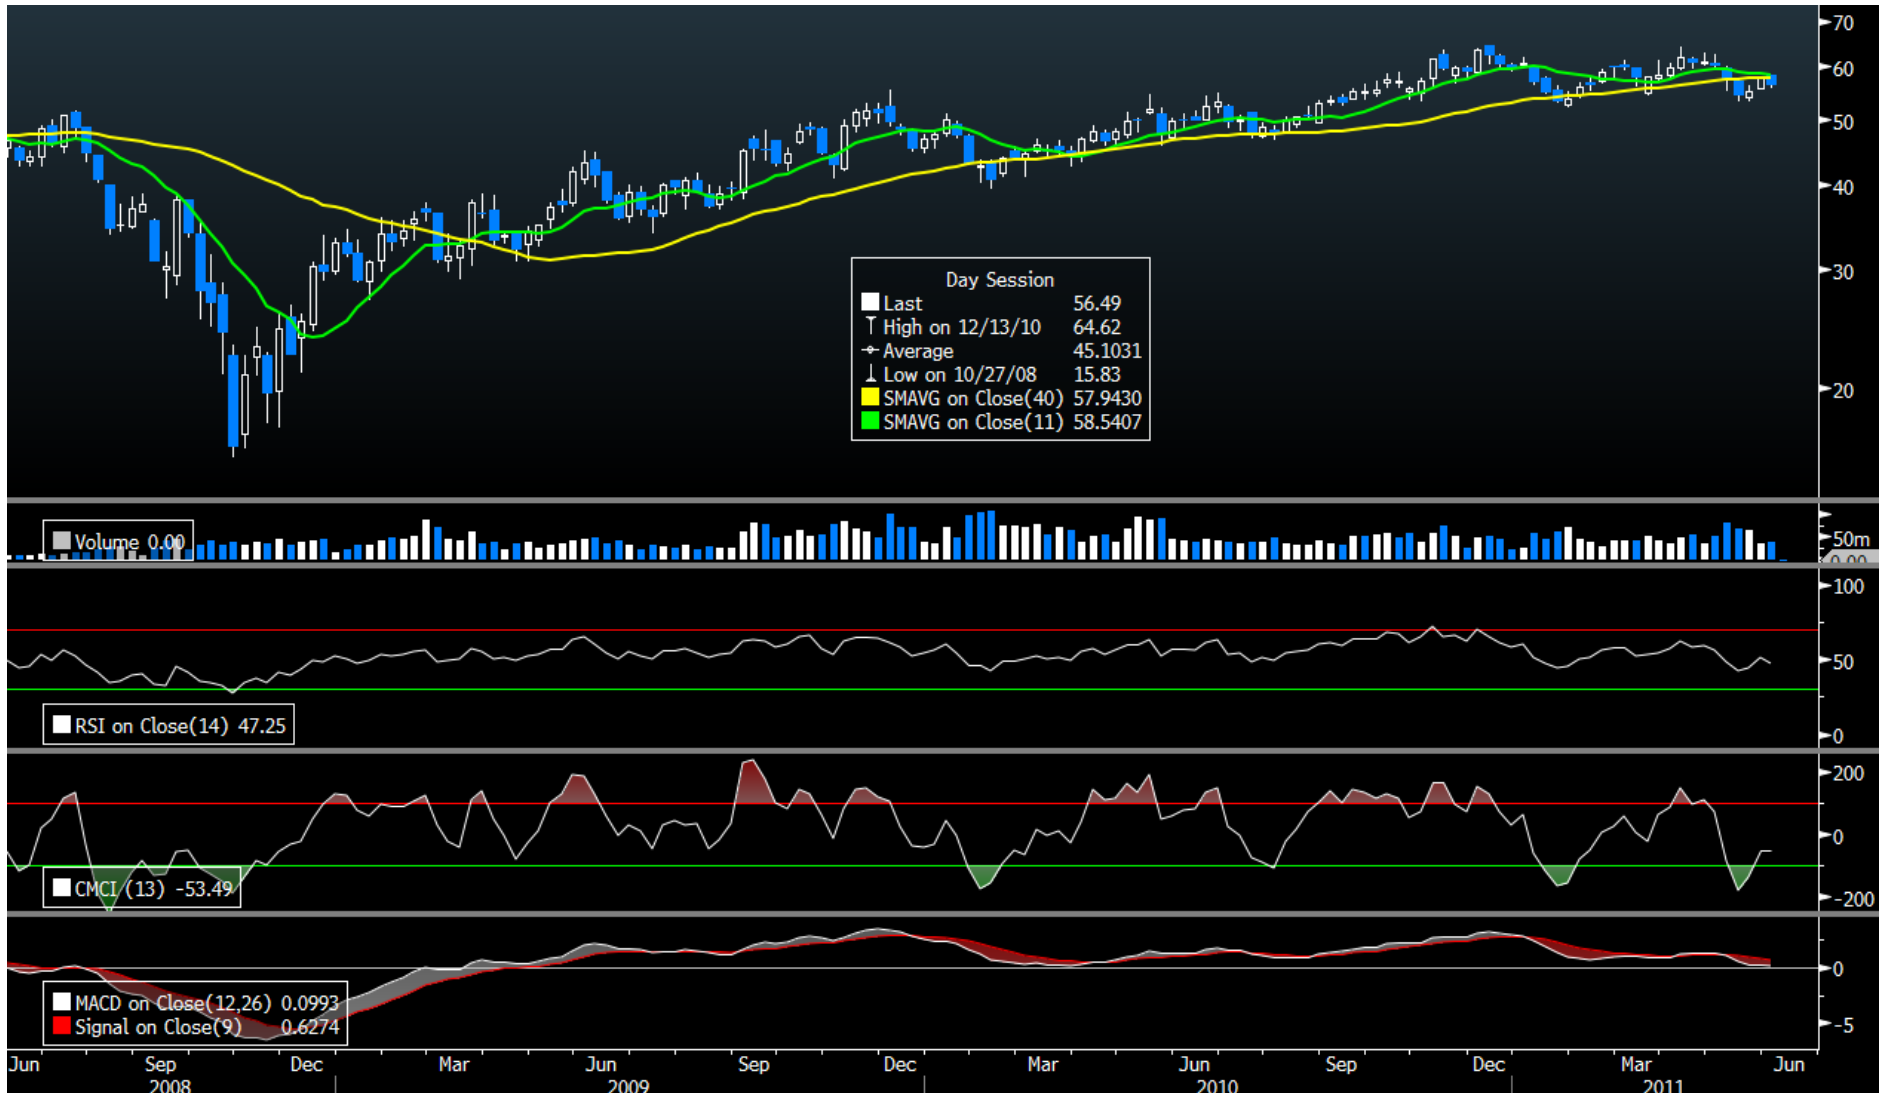 70
60
50
40
30
20
Day Session
Last 56.49
High on 12/13/10 64.62
Average 45.1031
Low on 10/27/08 15.83
SMAVG on Close(40) 57.9430
SMAVG on Close(11) 58.5407
Volume 0.00
50m
0.00
100
50
0
RSI on Close(14) 47.25
200
0
-200
CMCI (13) -53.49
0
-5
MACD on Close(12,26) 0.0993
Signal on Close(9) 0.6274
Jun Sep Dec Mar Jun Sep Dec Mar Jun Sep Dec Mar Jun
2008 2009 2010 2011